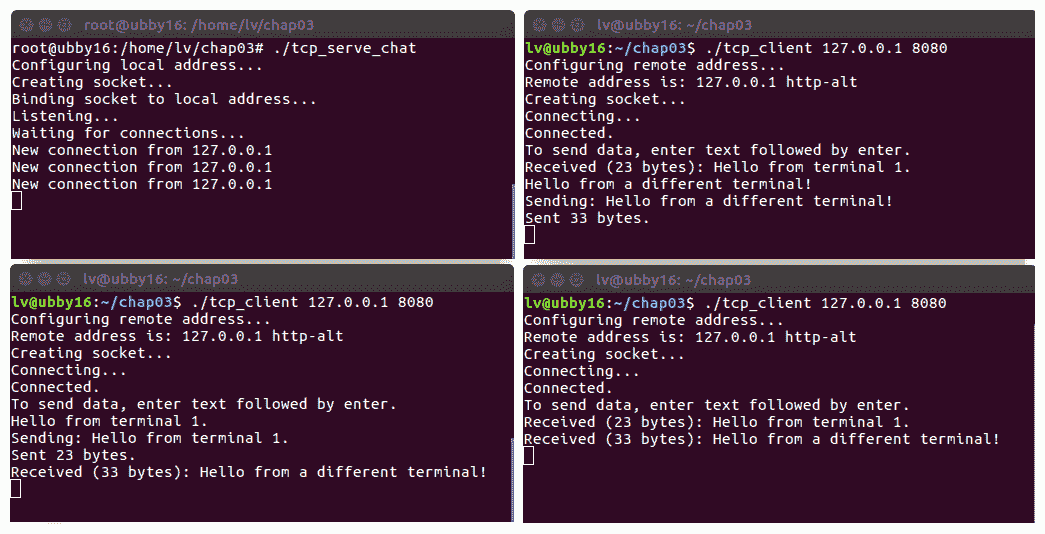 root@ubby16: /home/lv/chap03
root@ubby16:/home/lv/chap03# ./tcp_serve_chat
Configuring local address...
Creating socket...
Binding socket to local address...
Listening...
Waiting for connections...
New connection from 127.0.0.1
New connection from 127.0.0.1
New connection from 127.0.0.1
lv@ubby16: ~/chap03
lv@ubby16:~/chap03$ ./tcp_client 127.0.0.1 8080
Configuring remote address...
Remote address is: 127.0.0.1 http-alt
Creating socket...
Connecting...
Connected.
To send data, enter text followed by enter.
Received (23 bytes): Hello from terminal 1.
Hello from a different terminal!
Sending: Hello from a different terminal!
Sent 33 bytes.
lv@ubby16: ~/chap03
lv@ubby16:~/chap03$ ./tcp_client 127.0.0.1 8080
Configuring remote address...
Remote address is: 127.0.0.1 http-alt
Creating socket...
Connecting...
Connected.
To send data, enter text followed by enter.
Hello from terminal 1.
Sending: Hello from terminal 1.
Sent 23 bytes.
Received (33 bytes): Hello from a different terminal!
lv@ubby16: ~/chap03
lv@ubby16:~/chap03$ ./tcp_client 127.0.0.1 8080
Configuring remote address...
Remote address is: 127.0.0.1 http-alt
Creating socket...
Connecting...
Connected.
To send data, enter text followed by enter.
Received (23 bytes): Hello from terminal 1.
Received (33 bytes): Hello from a different terminal!